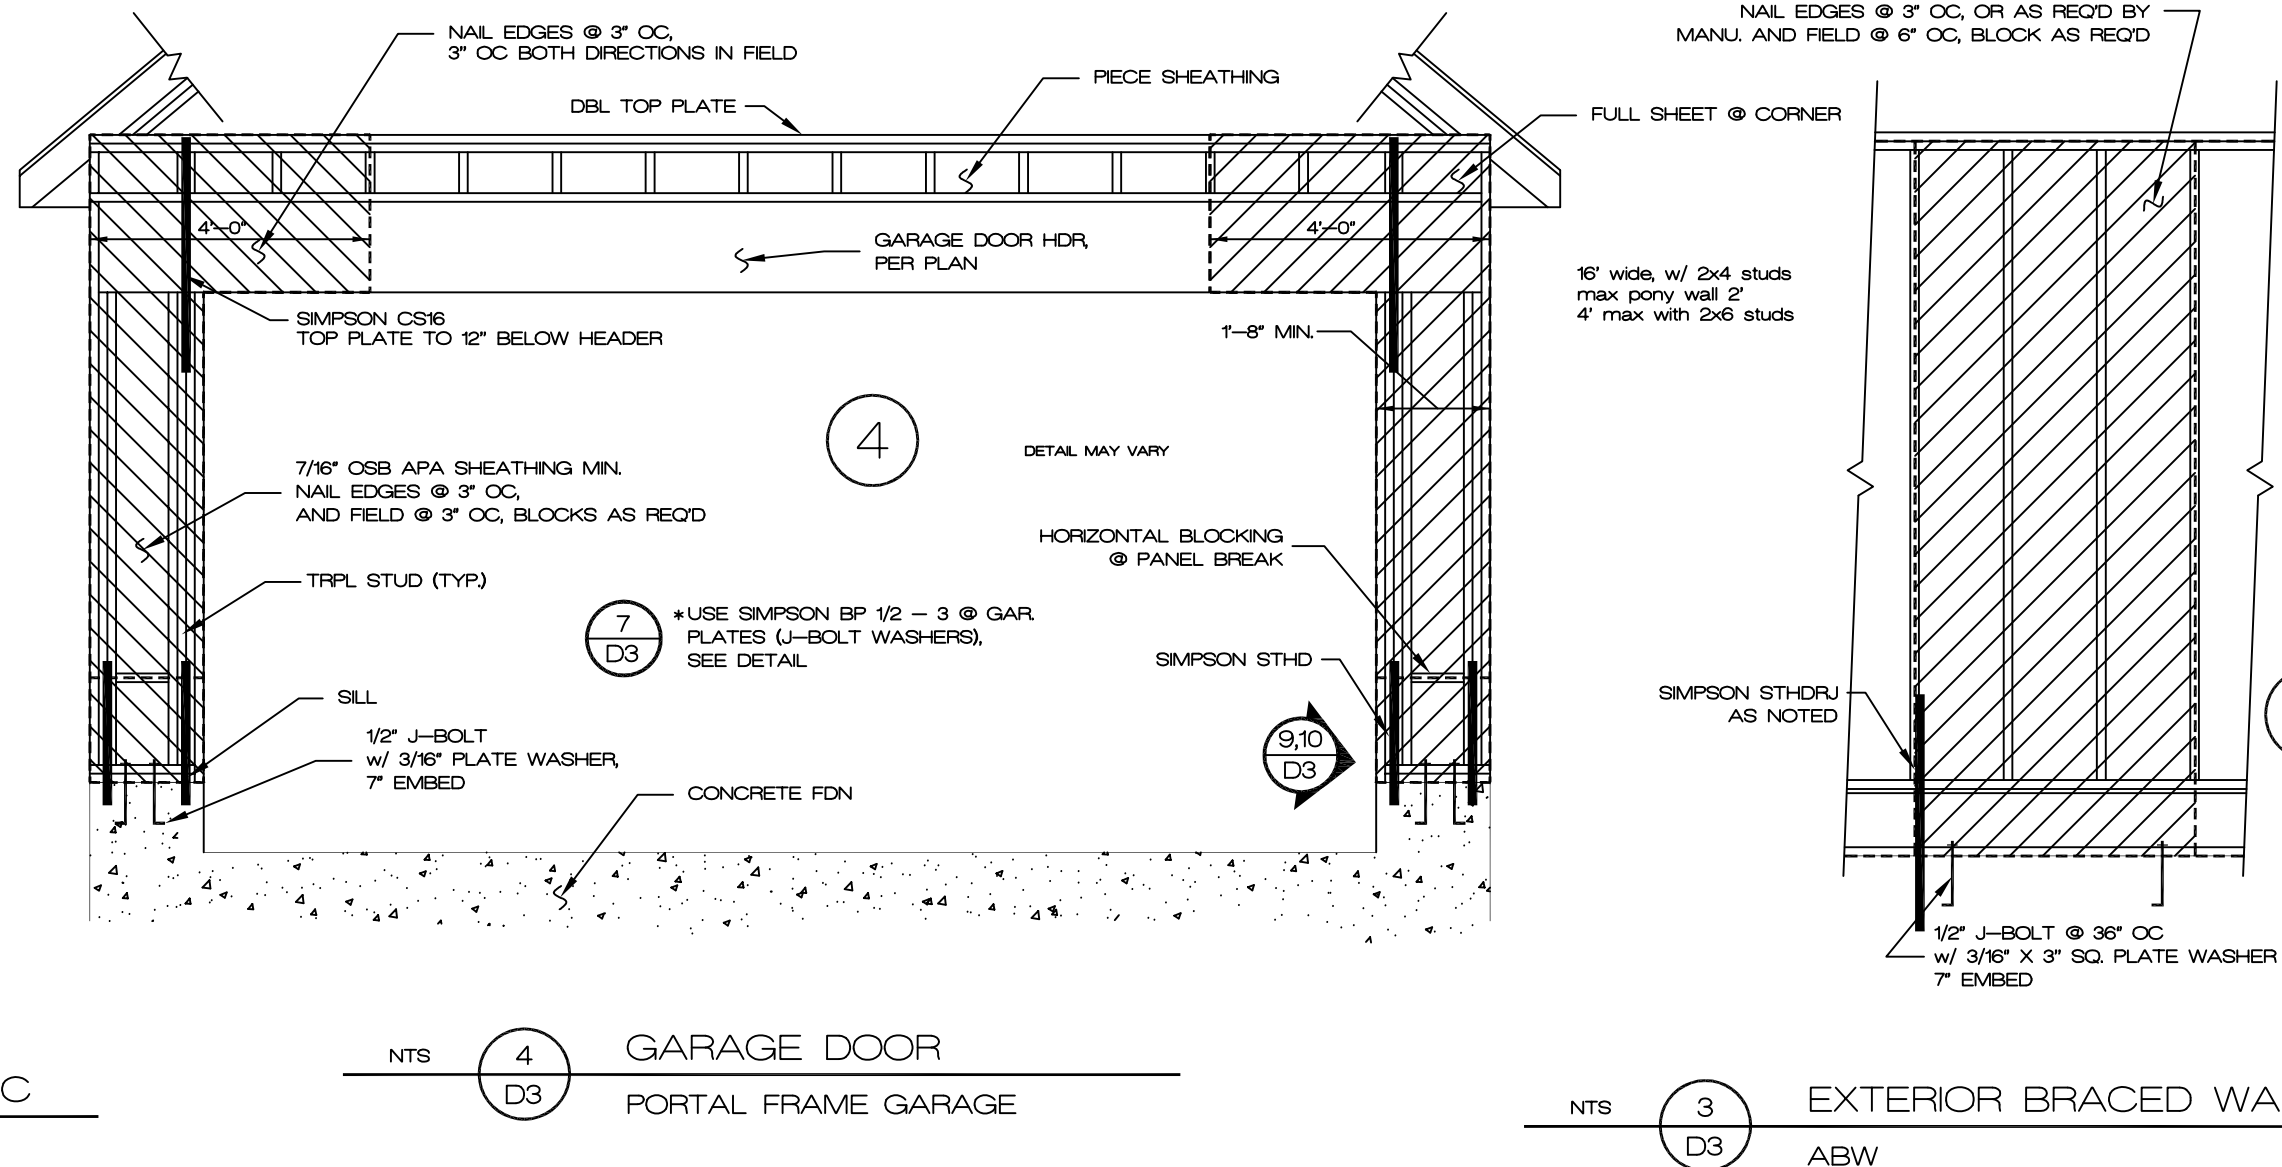 NAIL EDGES @ 3" OC,
3" OC BOTH DIRECTIONS IN FIELD
DBL TOP PLATE
PIECE SHEATHING
FULL SHEET @ CORNER
4'-0"
4'-0"
GARAGE DOOR HDR,
PER PLAN
SIMPSON CS16
TOP PLATE TO 12" BELOW HEADER
1'-8" MIN.
16' wide, w/ 2x4 studs
max pony wall 2'
4' max with 2x6 studs
4
DETAIL MAY VARY
7/16" OSB APA SHEATHING MIN.
NAIL EDGES @ 3" OC,
AND FIELD @ 3" OC, BLOCKS AS REQ'D
HORIZONTAL BLOCKING
@ PANEL BREAK
TRPL STUD (TYP.)
7
D3
*USE SIMPSON BP 1/2 - 3 @ GAR.
PLATES (J-BOLT WASHERS),
SEE DETAIL
SIMPSON STHD
SILL
1/2" J-BOLT
w/ 3/16" PLATE WASHER,
7" EMBED
9,10
D3
CONCRETE FDN
NTS
4
D3
GARAGE DOOR
PORTAL FRAME GARAGE
C
NAIL EDGES @ 3" OC, OR AS REQ'D BY
MANU. AND FIELD @ 6" OC, BLOCK AS REQ'D
SIMPSON STHDRJ
AS NOTED
1/2" J-BOLT @ 36" OC
w/ 3/16" X 3" SQ. PLATE WASHER
7" EMBED
NTS
3
D3
EXTERIOR BRACED WA
ABW